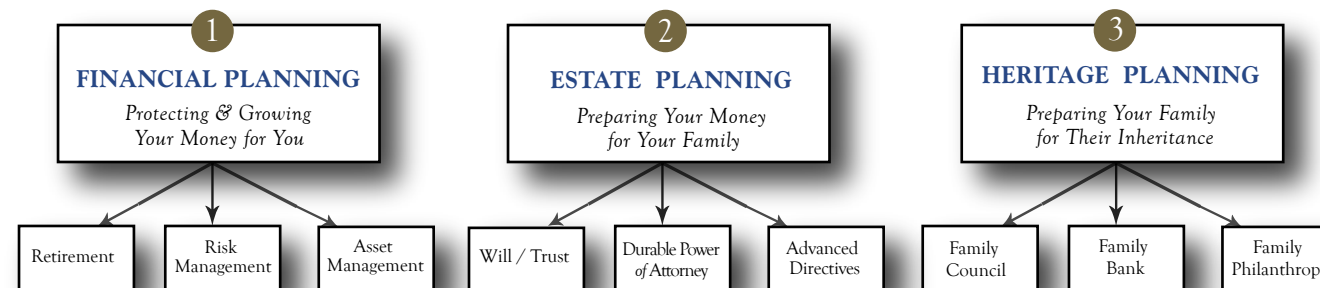 1
FINANCIAL PLANNING
Protecting & Growing
Your Money for You
Retirement
Risk
Management
Asset
Management
2
ESTATE PLANNING
Preparing Your Money
for Your Family
Will / Trust
Durable Power
of Attorney
Advanced
Directives
3
HERITAGE PLANNING
Preparing Your Family
for Their Inheritance
Family
Council
Family
Bank
Family
Philanthrop